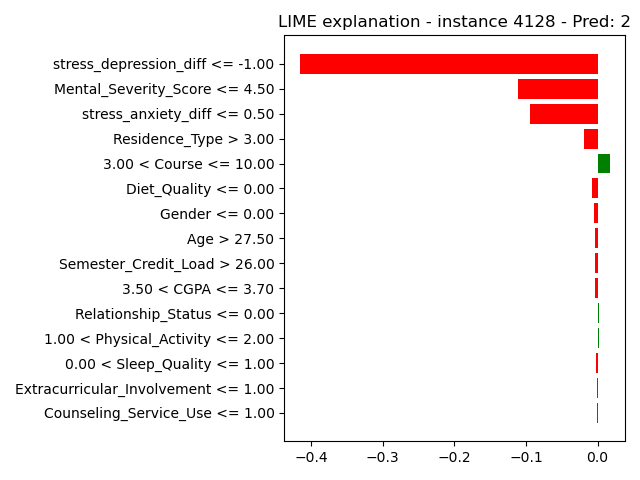 LIME explanation - instance 4128 - Pred: 2
stress_depression_diff <= -1.00
Mental_Severity_Score <= 4.50
stress_anxiety_diff <= 0.50
Residence_Type > 3.00
3.00 < Course <= 10.00
Diet_Quality <= 0.00
Gender <= 0.00
Age > 27.50
Semester_Credit_Load > 26.00
3.50 < CGPA <= 3.70
Relationship_Status <= 0.00
1.00 < Physical_Activity <= 2.00
0.00 < Sleep_Quality <= 1.00
Extracurricular_Involvement <= 1.00
Counseling_Service_Use <= 1.00
−0.4 −0.3 −0.2 −0.1 0.0